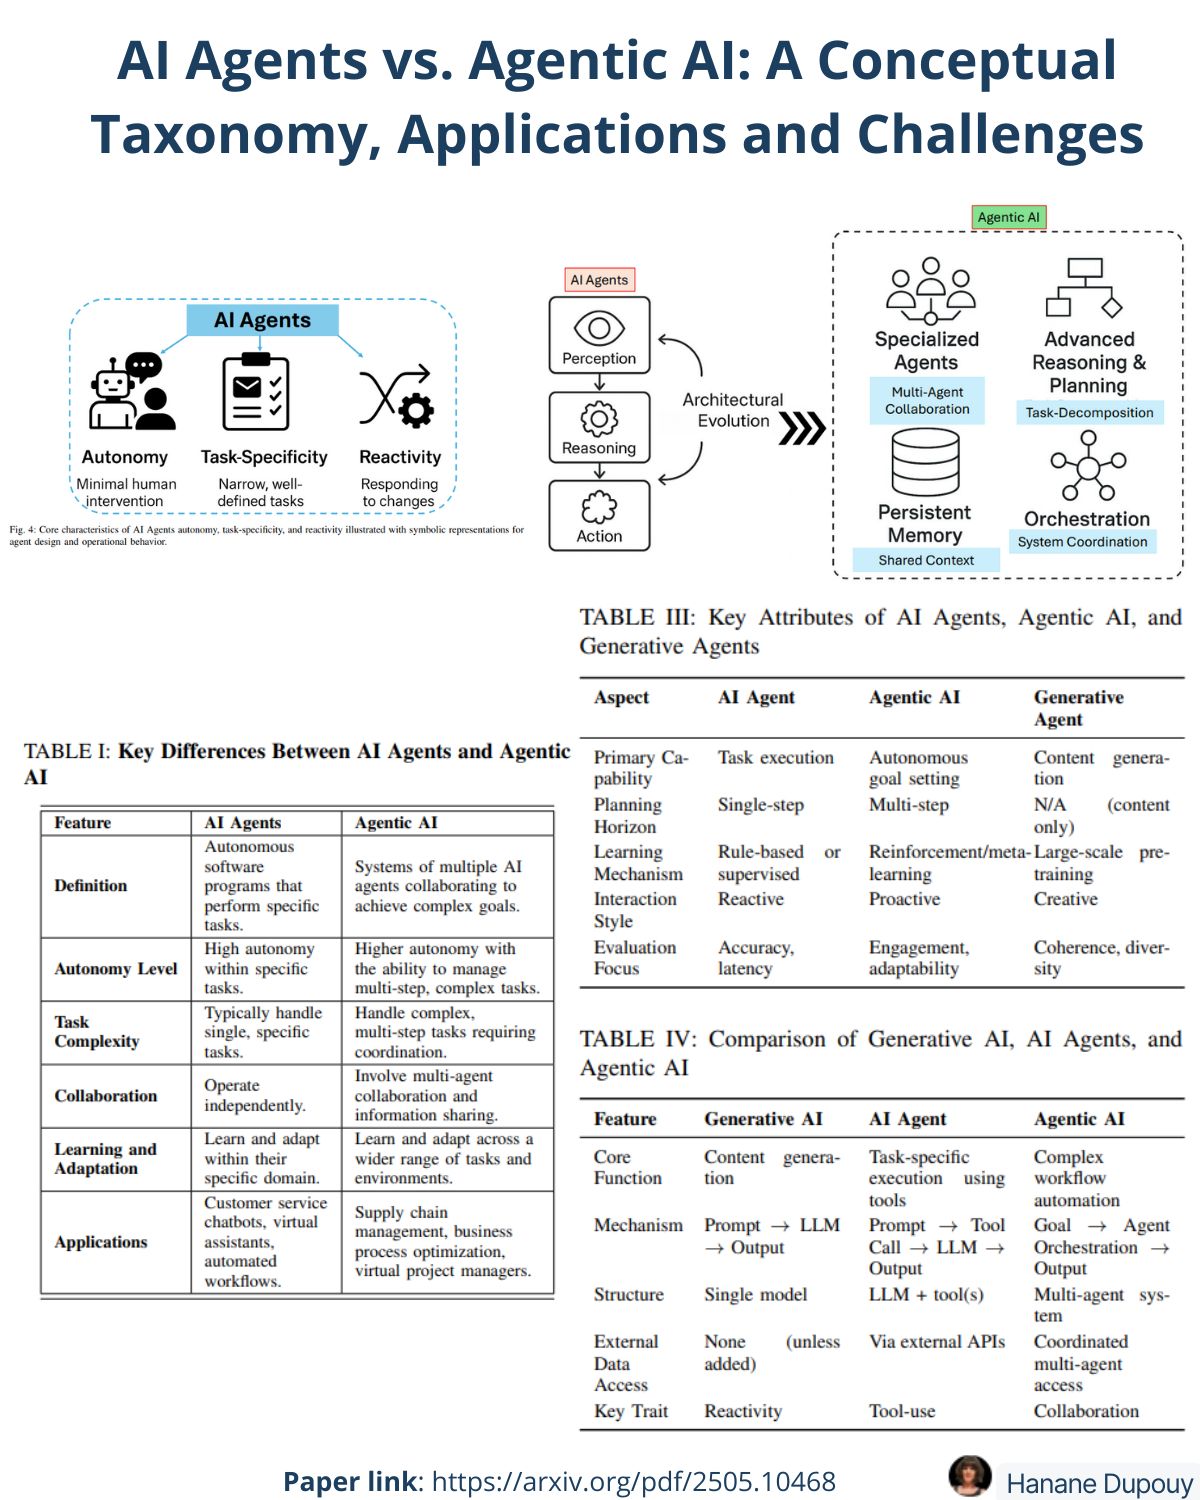 AI Agents vs. Agentic AI: A Conceptual
Taxonomy, Applications and Challenges
AI Agents
Autonomy
Minimal human
intervention
Task-Specificity
Narrow, well-
defined tasks
Reactivity
Responding
to changes
Fig. 4: Core characteristics of AI Agents autonomy, task-specificity, and reactivity illustrated with symbolic representations for
agent design and operational behavior.
AI Agents
Perception
Reasoning
Action
Architectural
Evolution
Agentic AI
Specialized
Agents
Multi-Agent
Collaboration
Advanced
Reasoning &
Planning
Task-Decomposition
Persistent
Memory
Shared Context
Orchestration
System Coordination
TABLE I: Key Differences Between AI Agents and Agentic
AI
Feature
AI Agents
Agentic AI
Definition
Autonomous
software
programs that
perform specific
tasks.
Systems of multiple AI
agents collaborating to
achieve complex goals.
Autonomy Level
High autonomy
within specific
tasks.
Higher autonomy with
the ability to manage
multi-step, complex tasks.
Task
Complexity
Typically handle
single, specific
tasks.
Handle complex,
multi-step tasks requiring
coordination.
Collaboration
Operate
independently.
Involve multi-agent
collaboration and
information sharing.
Learning and
Adaptation
Learn and adapt
within their
specific domain.
Learn and adapt across a
wider range of tasks and
environments.
Applications
Customer service
chatbots, virtual
assistants,
automated
workflows.
Supply chain
management, business
process optimization,
virtual project managers.
TABLE III: Key Attributes of AI Agents, Agentic AI, and
Generative Agents
Aspect
AI Agent
Agentic AI
Generative
Agent
Primary Ca-
pability
Task execution
Autonomous
goal setting
Content genera-
tion
Planning
Horizon
Single-step
Multi-step
N/A (content
only)
Learning
Mechanism
Rule-based or
supervised
Reinforcement/meta-
learning
Large-scale pre-
training
Interaction
Style
Reactive
Proactive
Creative
Evaluation
Focus
Accuracy,
latency
Engagement,
adaptability
Coherence, diver-
sity
TABLE IV: Comparison of Generative AI, AI Agents, and
Agentic AI
Feature
Generative AI
AI Agent
Agentic AI
Core
Function
Content genera-
tion
Task-specific
execution using
tools
Complex
workflow
automation
Mechanism
Prompt → LLM
→ Output
Prompt → Tool
Call → LLM →
Output
Goal → Agent
Orchestration →
Output
Structure
Single model
LLM + tool(s)
Multi-agent sys-
tem
External
Data
Access
None (unless
added)
Via external APIs
Coordinated
multi-agent
access
Key Trait
Reactivity
Tool-use
Collaboration
Paper link: https://arxiv.org/pdf/2505.10468
Hanane Dupouy